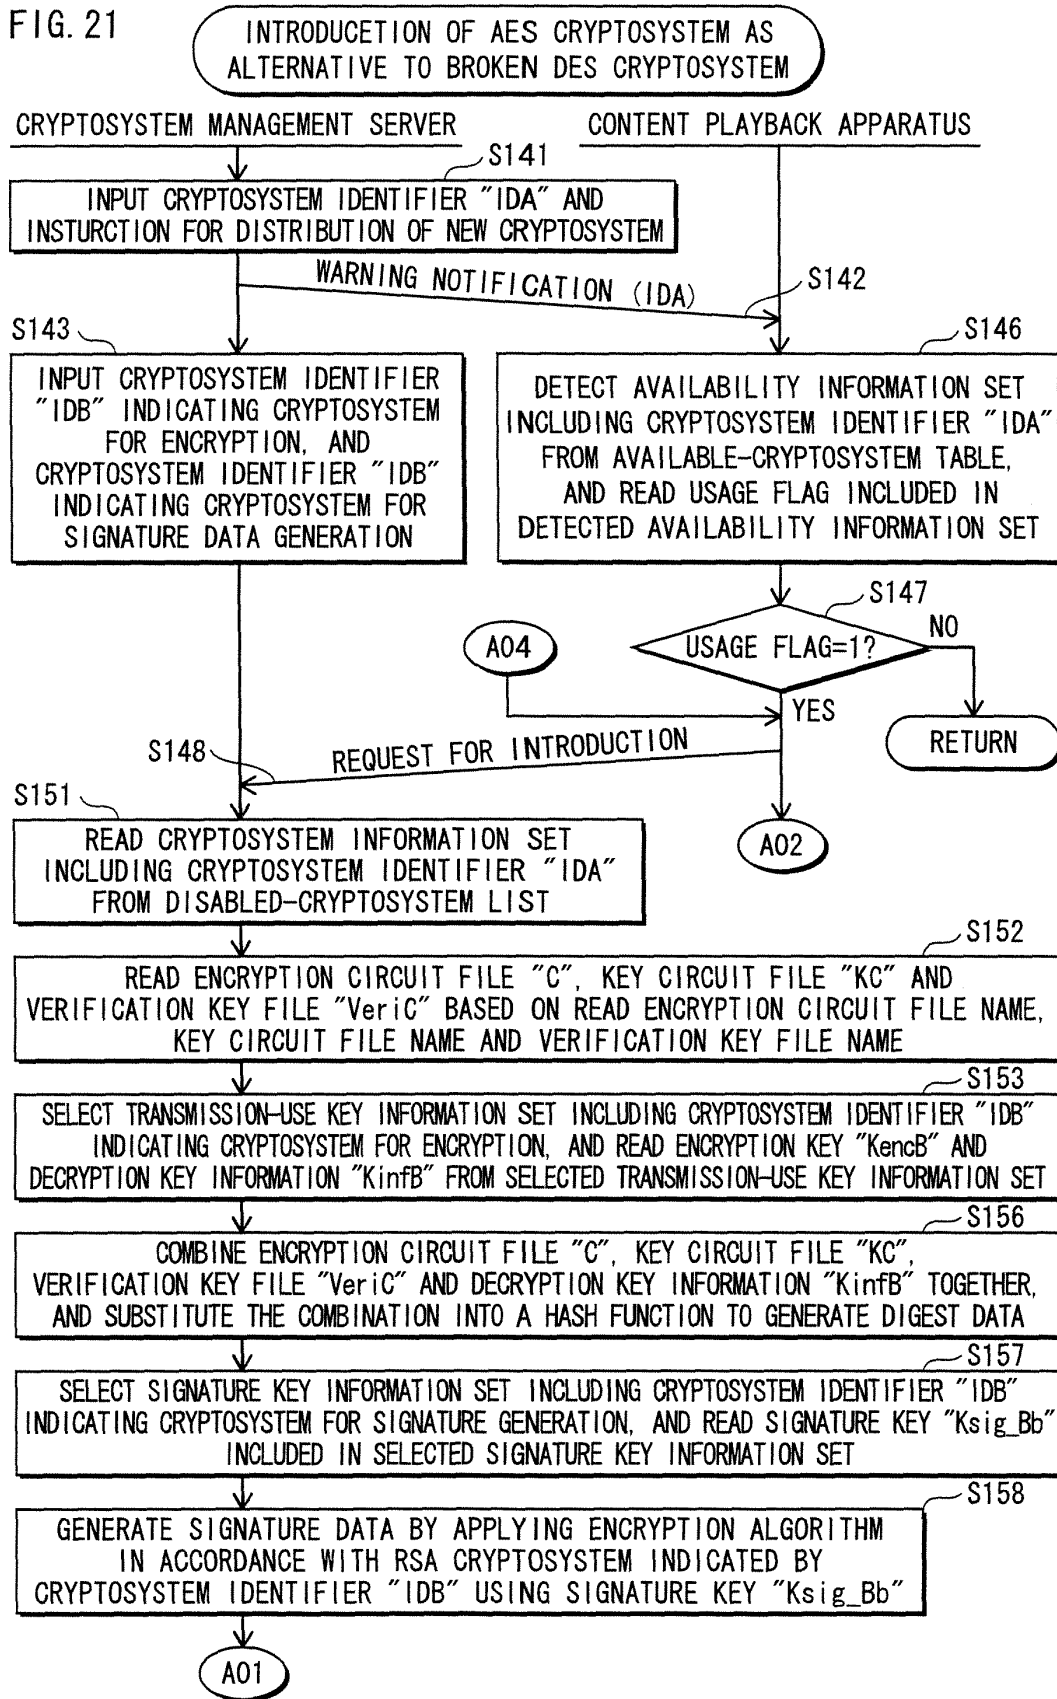 FIG. 21
INTRODUCETION OF AES CRYPTOSYSTEM AS
ALTERNATIVE TO BROKEN DES CRYPTOSYSTEM
CRYPTOSYSTEM MANAGEMENT SERVER
CONTENT PLAYBACK APPARATUS
S141
INPUT CRYPTOSYSTEM IDENTIFIER "IDA" AND
INSTURCTION FOR DISTRIBUTION OF NEW CRYPTOSYSTEM
WARNING NOTIFICATION (IDA)
S142
S143
INPUT CRYPTOSYSTEM IDENTIFIER
"IDB" INDICATING CRYPTOSYSTEM
FOR ENCRYPTION, AND
CRYPTOSYSTEM IDENTIFIER "IDB"
INDICATING CRYPTOSYSTEM FOR
SIGNATURE DATA GENERATION
S146
DETECT AVAILABILITY INFORMATION SET
INCLUDING CRYPTOSYSTEM IDENTIFIER "IDA"
FROM AVAILABLE-CRYPTOSYSTEM TABLE,
AND READ USAGE FLAG INCLUDED IN
DETECTED AVAILABILITY INFORMATION SET
S147
USAGE FLAG=1?
NO
A04
YES
RETURN
REQUEST FOR INTRODUCTION
S148
A02
S151
READ CRYPTOSYSTEM INFORMATION SET
INCLUDING CRYPTOSYSTEM IDENTIFIER "IDA"
FROM DISABLED-CRYPTOSYSTEM LIST
S152
READ ENCRYPTION CIRCUIT FILE "C", KEY CIRCUIT FILE "KC" AND
VERIFICATION KEY FILE "VeriC" BASED ON READ ENCRYPTION CIRCUIT FILE NAME,
KEY CIRCUIT FILE NAME AND VERIFICATION KEY FILE NAME
S153
SELECT TRANSMISSION-USE KEY INFORMATION SET INCLUDING CRYPTOSYSTEM IDENTIFIER "IDB"
INDICATING CRYPTOSYSTEM FOR ENCRYPTION, AND READ ENCRYPTION KEY "KencB" AND
DECRYPTION KEY INFORMATION "KinfB" FROM SELECTED TRANSMISSION-USE KEY INFORMATION SET
S156
COMBINE ENCRYPTION CIRCUIT FILE "C", KEY CIRCUIT FILE "KC",
VERIFICATION KEY FILE "VeriC" AND DECRYPTION KEY INFORMATION "KinfB" TOGETHER,
AND SUBSTITUTE THE COMBINATION INTO A HASH FUNCTION TO GENERATE DIGEST DATA
S157
SELECT SIGNATURE KEY INFORMATION SET INCLUDING CRYPTOSYSTEM IDENTIFIER "IDB"
INDICATING CRYPTOSYSTEM FOR SIGNATURE GENERATION, AND READ SIGNATURE KEY "Ksig_Bb"
INCLUDED IN SELECTED SIGNATURE KEY INFORMATION SET
S158
GENERATE SIGNATURE DATA BY APPLYING ENCRYPTION ALGORITHM
IN ACCORDANCE WITH RSA CRYPTOSYSTEM INDICATED BY
CRYPTOSYSTEM IDENTIFIER "IDB" USING SIGNATURE KEY "Ksig_Bb"
A01